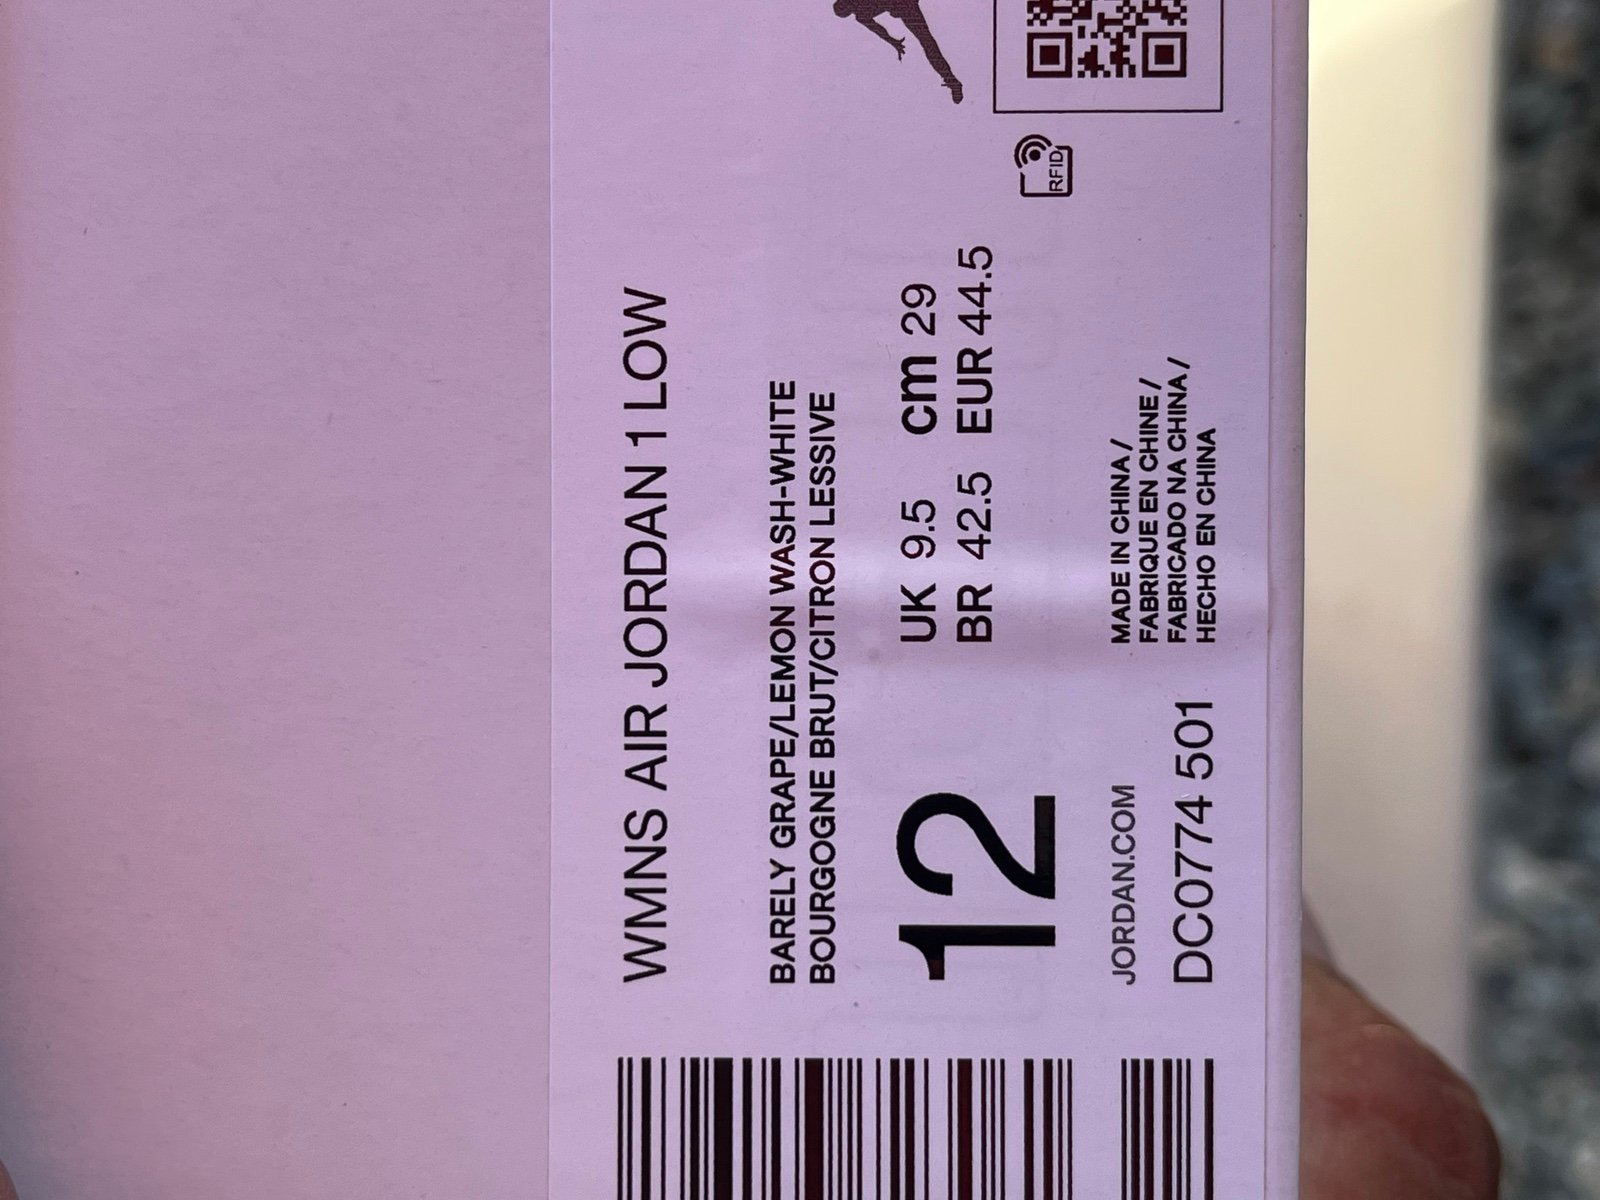 WMNS AIR JORDAN 1 LOW
BARELY GRAPE/LEMON WASH-WHITE
BOURGOGNE BRUT/CITRON LESSIVE
12
UK 9.5 cm 29
BR 42.5 EUR 44.5
RFID
JORDAN.COM
DC0774 501
MADE IN CHINA /
FABRIQUE EN CHINE /
FABRICADO NA CHINA /
HECHO EN CHINA